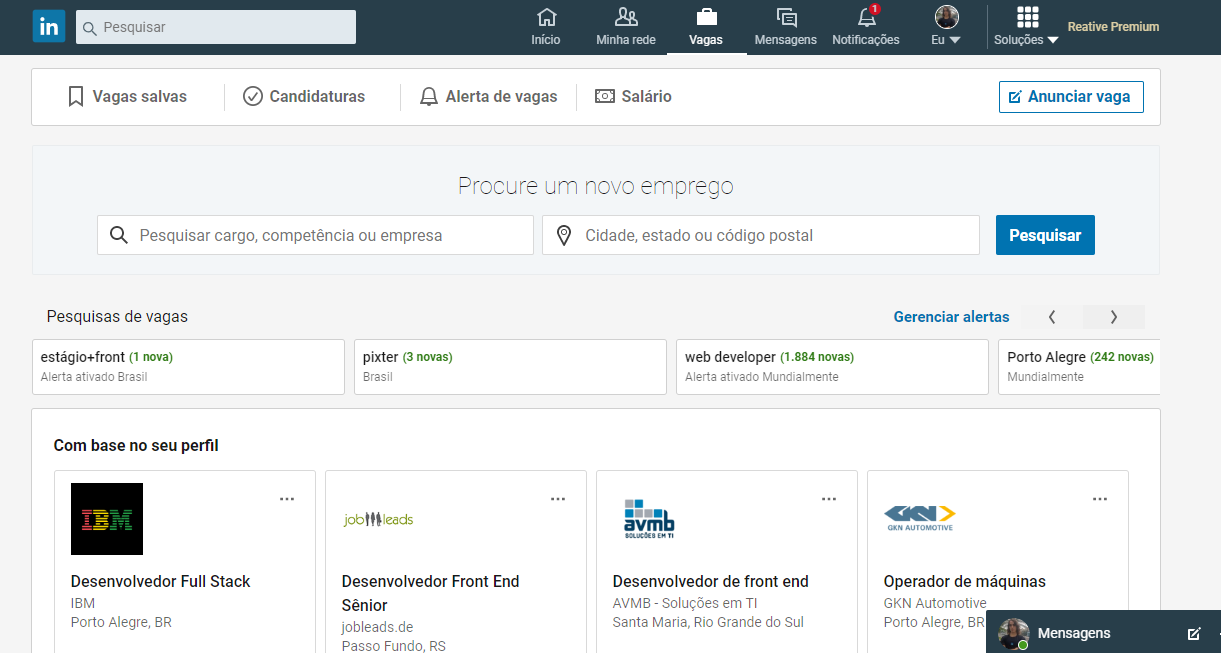 in
Pesquisar
1
Início
Minha rede
Vagas
Mensagens
Notificações
Eu
Soluções
Reative Premium
Vagas salvas
Candidaturas
Alerta de vagas
Salário
Anunciar vaga
Procure um novo emprego
Pesquisar cargo, competência ou empresa
Cidade, estado ou código postal
Pesquisar
Pesquisas de vagas
Gerenciar alertas
estágio+front (1 nova)
Alerta ativado Brasil
pixter (3 novas)
Brasil
web developer (1.884 novas)
Alerta ativado Mundialmente
Porto Alegre (242 novas)
Mundialmente
Com base no seu perfil
IBM
Desenvolvedor Full Stack
IBM
Porto Alegre, BR
jobleads
Desenvolvedor Front End
Sênior
jobleads.de
Passo Fundo, RS
avmb
SOLUÇÕES EM TI
Desenvolvedor de front end
AVMB - Soluções em TI
Santa Maria, Rio Grande do Sul
GKN
GKN AUTOMOTIVE
Operador de máquinas
GKN Automotive
Porto Alegre, BR
Mensagens